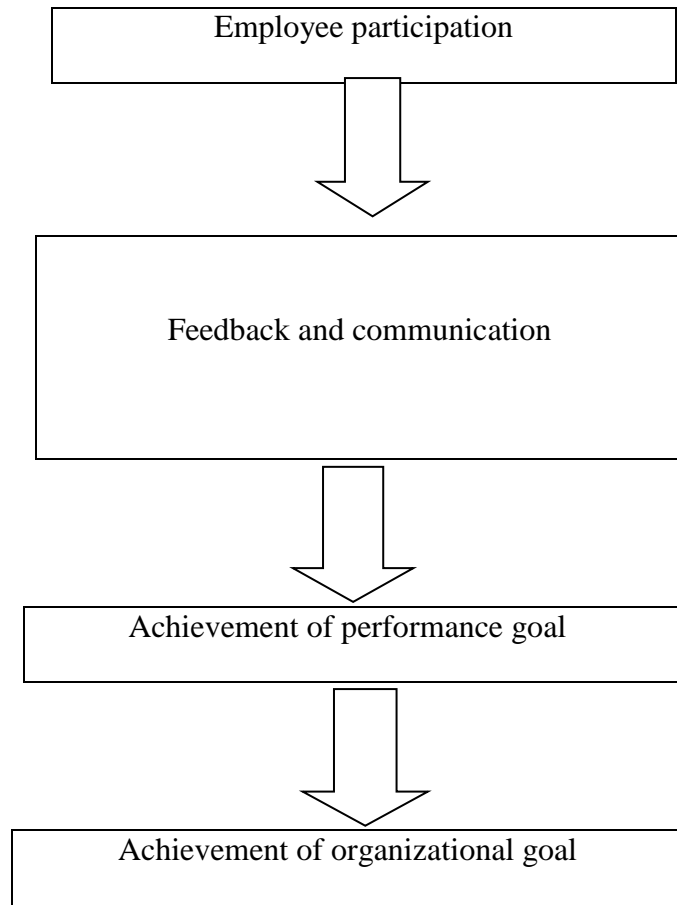 Employee participation
Feedback and communication
Achievement of performance goal
Achievement of organizational goal